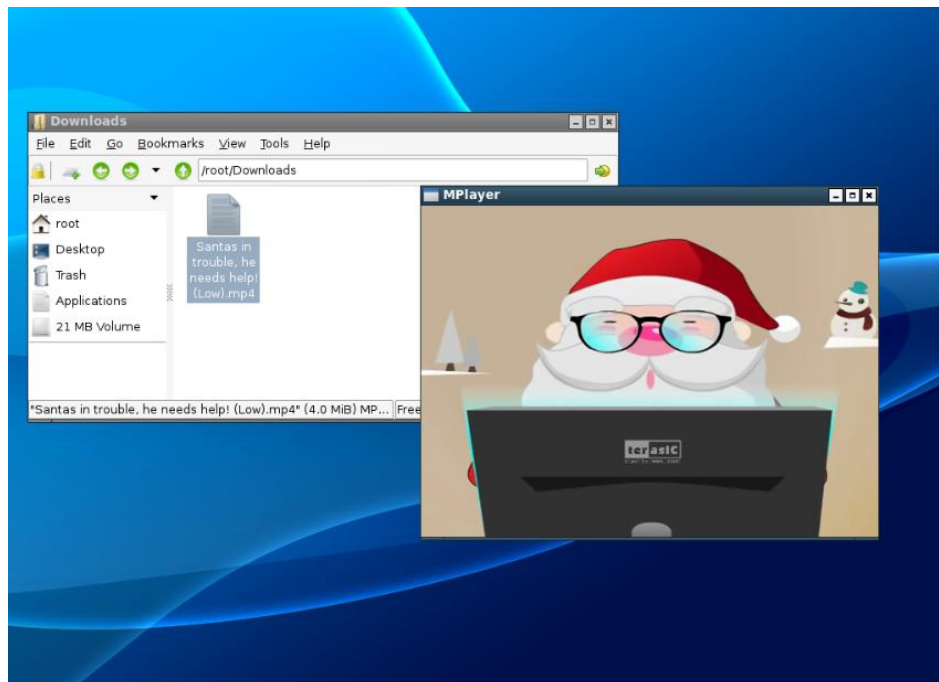 Downloads
File Edit Go Bookmarks View Tools Help
/root/Downloads
Places
root
Desktop
Trash
Applications
21 MB Volume
Santas in
trouble, he
needs help!
(Low).mp4
"Santas in trouble, he needs help! (Low).mp4" (4.0 MiB) MP... Free
MPlayer
terasIC